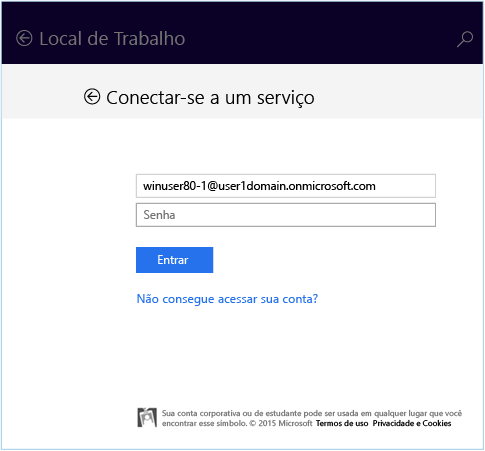 Local de Trabalho
Conectar-se a um serviço
winuser80-1@user1domain.onmicrosoft.com
Senha
Entrar
Não consegue acessar sua conta?
Sua conta corporativa ou de estudante pode ser usada em qualquer lugar que você
encontrar esse símbolo. © 2015 Microsoft Termos de uso Privacidade e Cookies